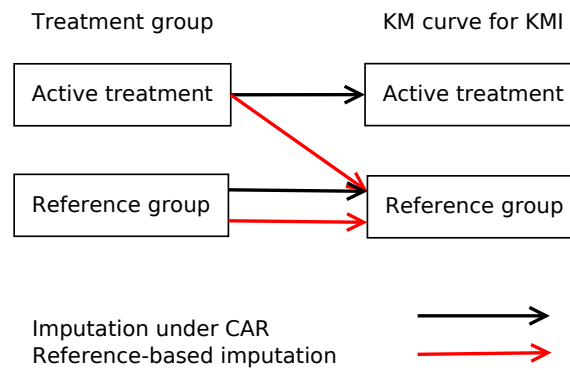 Treatment group
KM curve for KMI
Active treatment
Active treatment
Reference group
Reference group
Imputation under CAR
Reference-based imputation